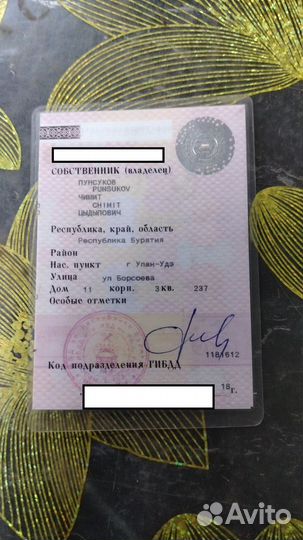 СОБСТВЕННИК (владелец)
ПУНСУКОВ
PUNSUKOV
ЧИМИТ
CHIMIT
ЦЫДЫПОВИЧ
Республика, край, область
Республика Бурятия
Район
Нас. пункт г Улан-Удэ
Улица ул Борсоева
Дом 11 корп. 3 кв. 237
Особые отметки
1181612
Код подразделения ГИБДД
18 г.
Avito